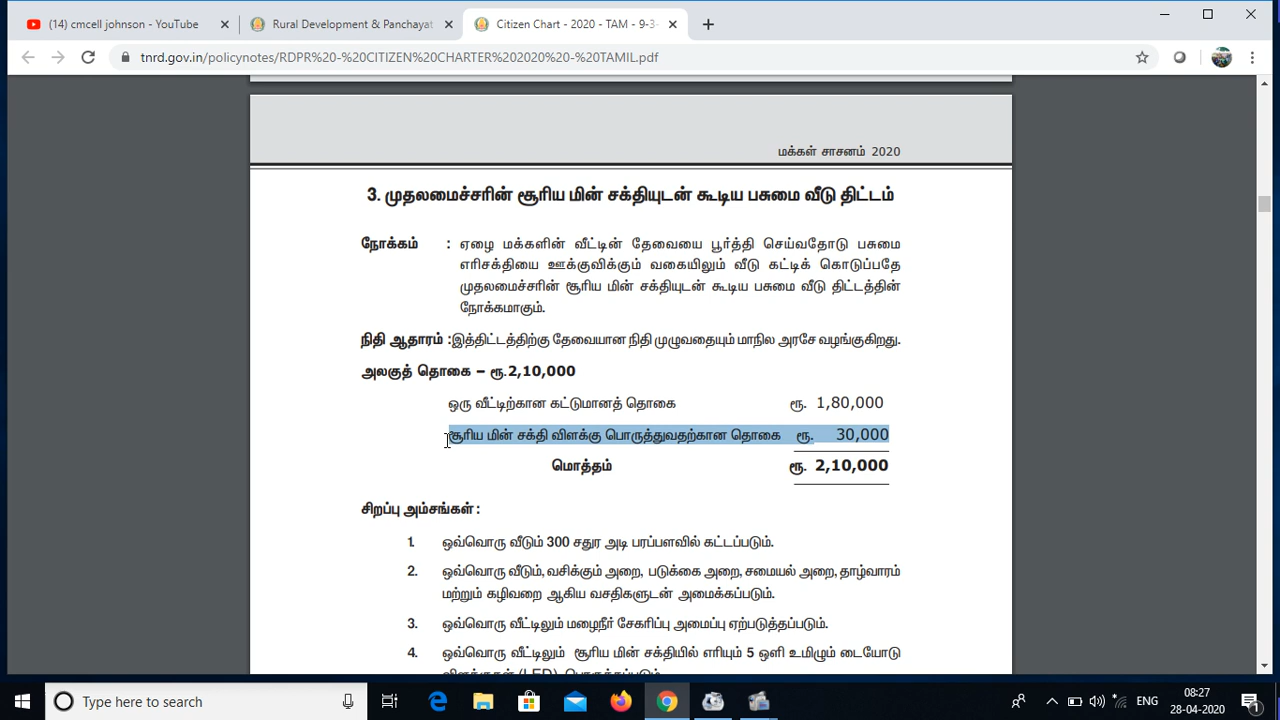 (14) cmcell johnson - YouTube
Rural Development & Panchayat
Citizen Chart - 2020 - TAM - 9-3-
tnrd.gov.in/policynotes/RDPR%20-%20CITIZEN%20CHARTER%202020%20-%20TAMIL.pdf
மக்கள் சாசனம் 2020
3. முதலமைச்சரின் சூரிய மின் சக்தியுடன் கூடிய பசுமை வீடு திட்டம்
நோக்கம் : ஏழை மக்களின் வீட்டின் தேவையை பூர்த்தி செய்வதோடு பசுமை
எரிசக்தியை ஊக்குவிக்கும் வகையிலும் வீடு கட்டிக் கொடுப்பதே
முதலமைச்சரின் சூரிய மின் சக்தியுடன் கூடிய பசுமை வீடு திட்டத்தின்
நோக்கமாகும்.
நிதி ஆதாரம் :இத்திட்டத்திற்கு தேவையான நிதி முழுவதையும் மாநில அரசே வழங்குகிறது.
அலகுத் தொகை – ரூ.2,10,000
ஒரு வீட்டிற்கான கட்டுமானத் தொகை ரூ. 1,80,000
சூரிய மின் சக்தி விளக்கு பொருத்துவதற்கான தொகை ரூ. 30,000
மொத்தம் ரூ. 2,10,000
சிறப்பு அம்சங்கள் :
1. ஒவ்வொரு வீடும் 300 சதுர அடி பரப்பளவில் கட்டப்படும்.
2. ஒவ்வொரு வீடும், வசிக்கும் அறை, படுக்கை அறை, சமையல் அறை, தாழ்வாரம்
மற்றும் கழிவறை ஆகிய வசதிகளுடன் அமைக்கப்படும்.
3. ஒவ்வொரு வீட்டிலும் மழைநீர் சேகரிப்பு அமைப்பு ஏற்படுத்தப்படும்.
4. ஒவ்வொரு வீட்டிலும் சூரிய மின் சக்தியில் எரியும் 5 ஒளி உமிழும் டையோடு
விளக்குகள் (LED) பொருத்தப்படும்
Type here to search
ENG
08:27
28-04-2020
1